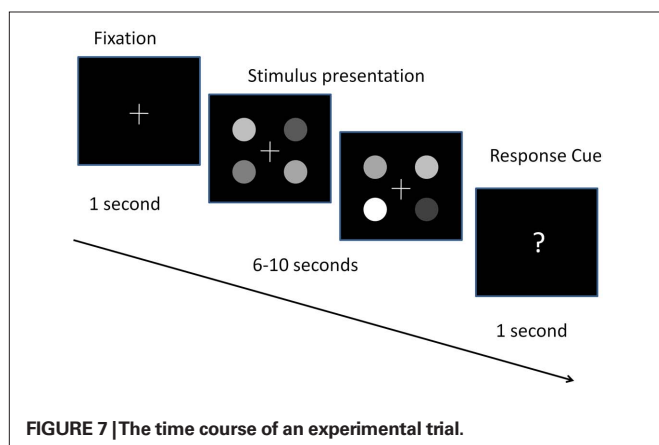 Fixation
Stimulus presentation
Response Cue
1 second
6-10 seconds
?
1 second
FIGURE 7 | The time course of an experimental trial.